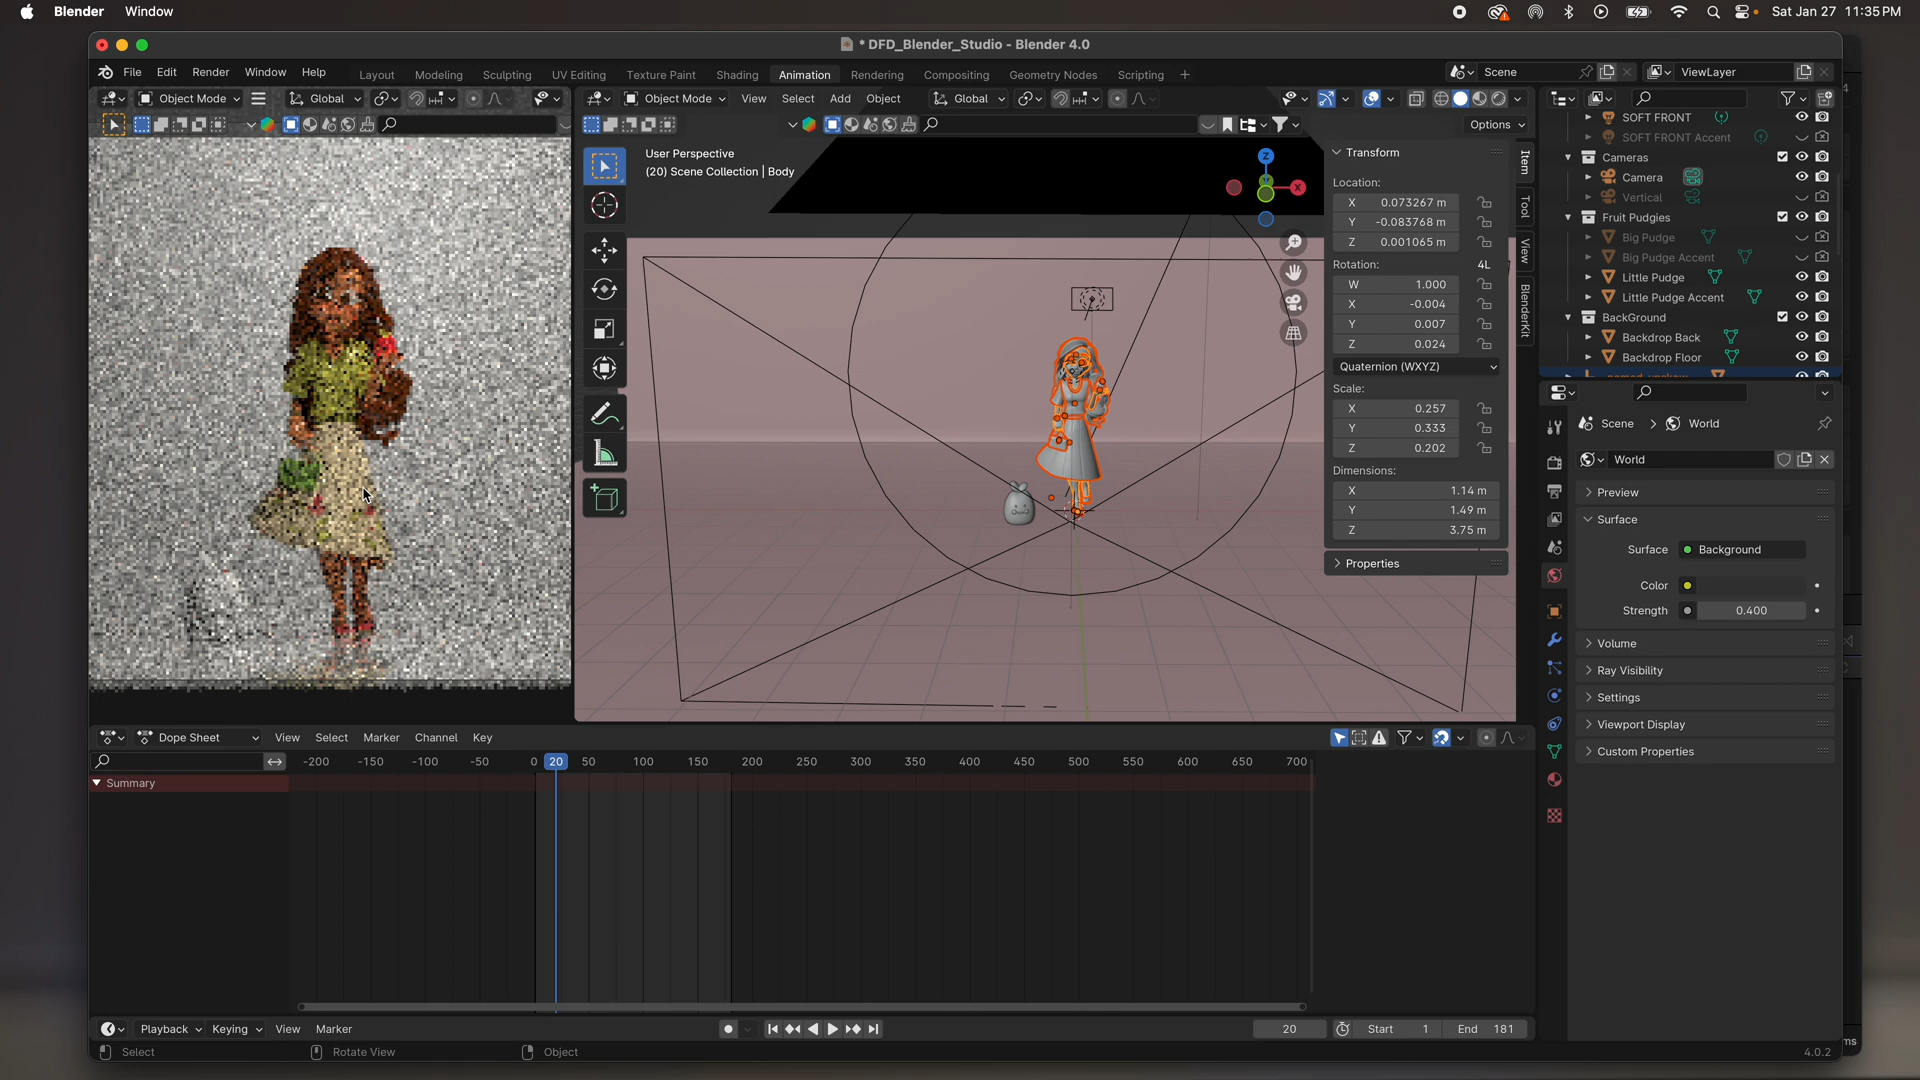 Blender Window Sat Jan 27 11:35 PM
* DFD_Blender_Studio - Blender 4.0
File Edit Render Window Help Layout Modeling Sculpting UV Editing Texture Paint Shading Animation Rendering Compositing Geometry Nodes Scripting + Scene ViewLayer
Object Mode Global Object Mode View Select Add Object Global
Options
SOFT FRONT
SOFT FRONT Accent
Cameras
Camera
Vertical
Fruit Pudgies
Big Pudge
Big Pudge Accent
Little Pudge
Little Pudge Accent
BackGround
Backdrop Back
Backdrop Floor
User Perspective
(20) Scene Collection | Body
Z
X
Transform
Location:
X 0.073267 m
Y -0.083768 m
Z 0.001065 m
Rotation: 4L
W 1.000
X -0.004
Y 0.007
Z 0.024
Quaternion (WXYZ)
Scale:
X 0.257
Y 0.333
Z 0.202
Dimensions:
X 1.14 m
Y 1.49 m
Z 3.75 m
Properties
Item
Tool
View
BlenderKit
Scene World
World
Preview
Surface
Surface Background
Color
Strength 0.400
Volume
Ray Visibility
Settings
Viewport Display
Custom Properties
Dope Sheet View Select Marker Channel Key
-200 -150 -100 -50 0 20 50 100 150 200 250 300 350 400 450 500 550 600 650 700
Summary
Playback Keying View Marker 20 Start 1 End 181
Select Rotate View Object 4.0.2
ms